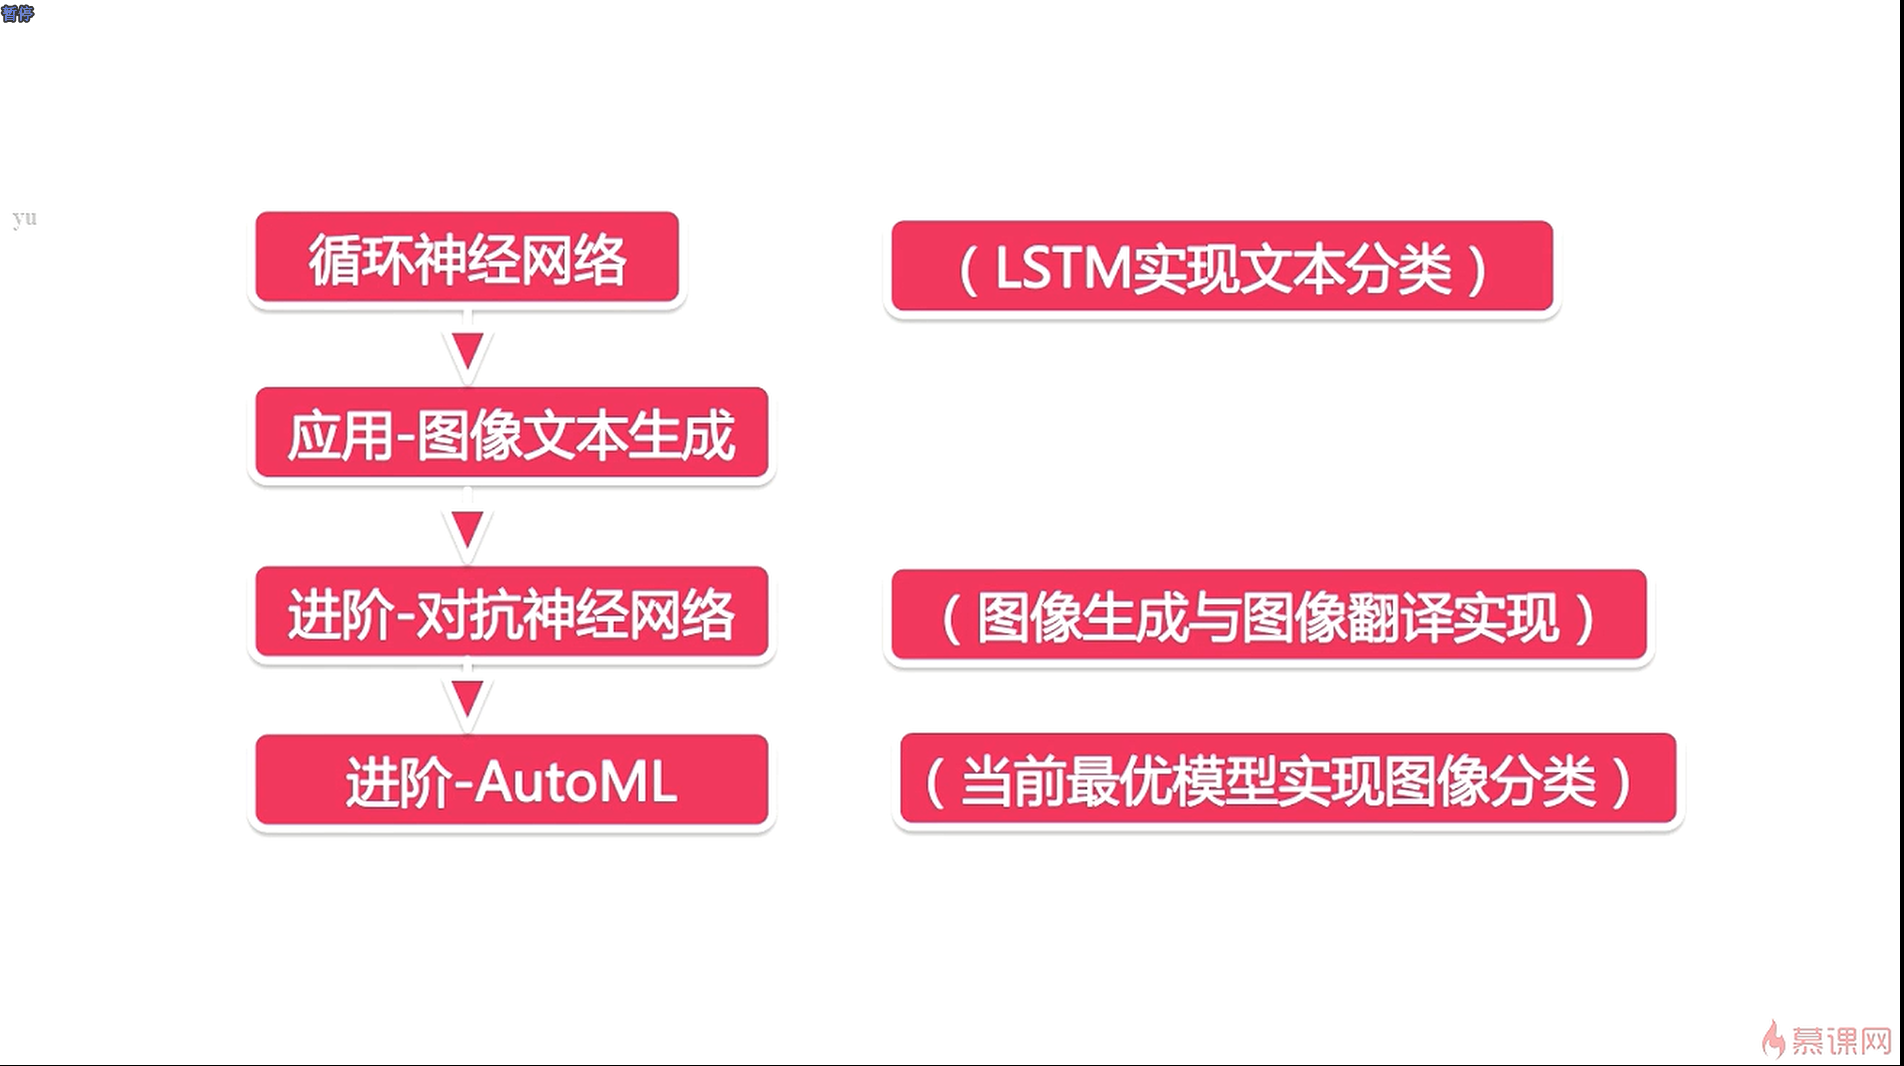 暂停
yu
循环神经网络
（LSTM实现文本分类）
应用-图像文本生成
进阶-对抗神经网络
（图像生成与图像翻译实现）
进阶-AutoML
（当前最优模型实现图像分类）
慕课网